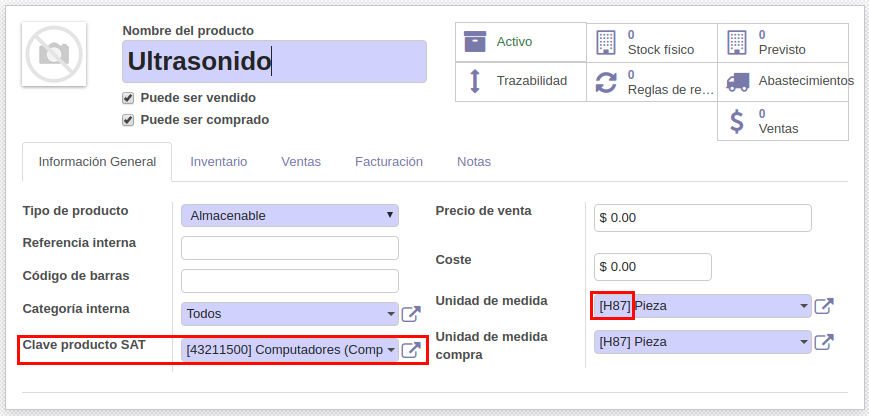 Nombre del producto
Ultrasonido
Puede ser vendido
Puede ser comprado
Activo
0
Stock físico
0
Previsto
Trazabilidad
0
Reglas de re…
Abastecimientos
0
Ventas
Información General
Inventario
Ventas
Facturación
Notas
Tipo de producto
Almacenable
Referencia interna
Código de barras
Categoría interna
Todos
Clave producto SAT
[43211500] Computadores (Comp
Precio de venta
$ 0.00
Coste
$ 0.00
Unidad de medida
[H87] Pieza
Unidad de medida
compra
[H87] Pieza